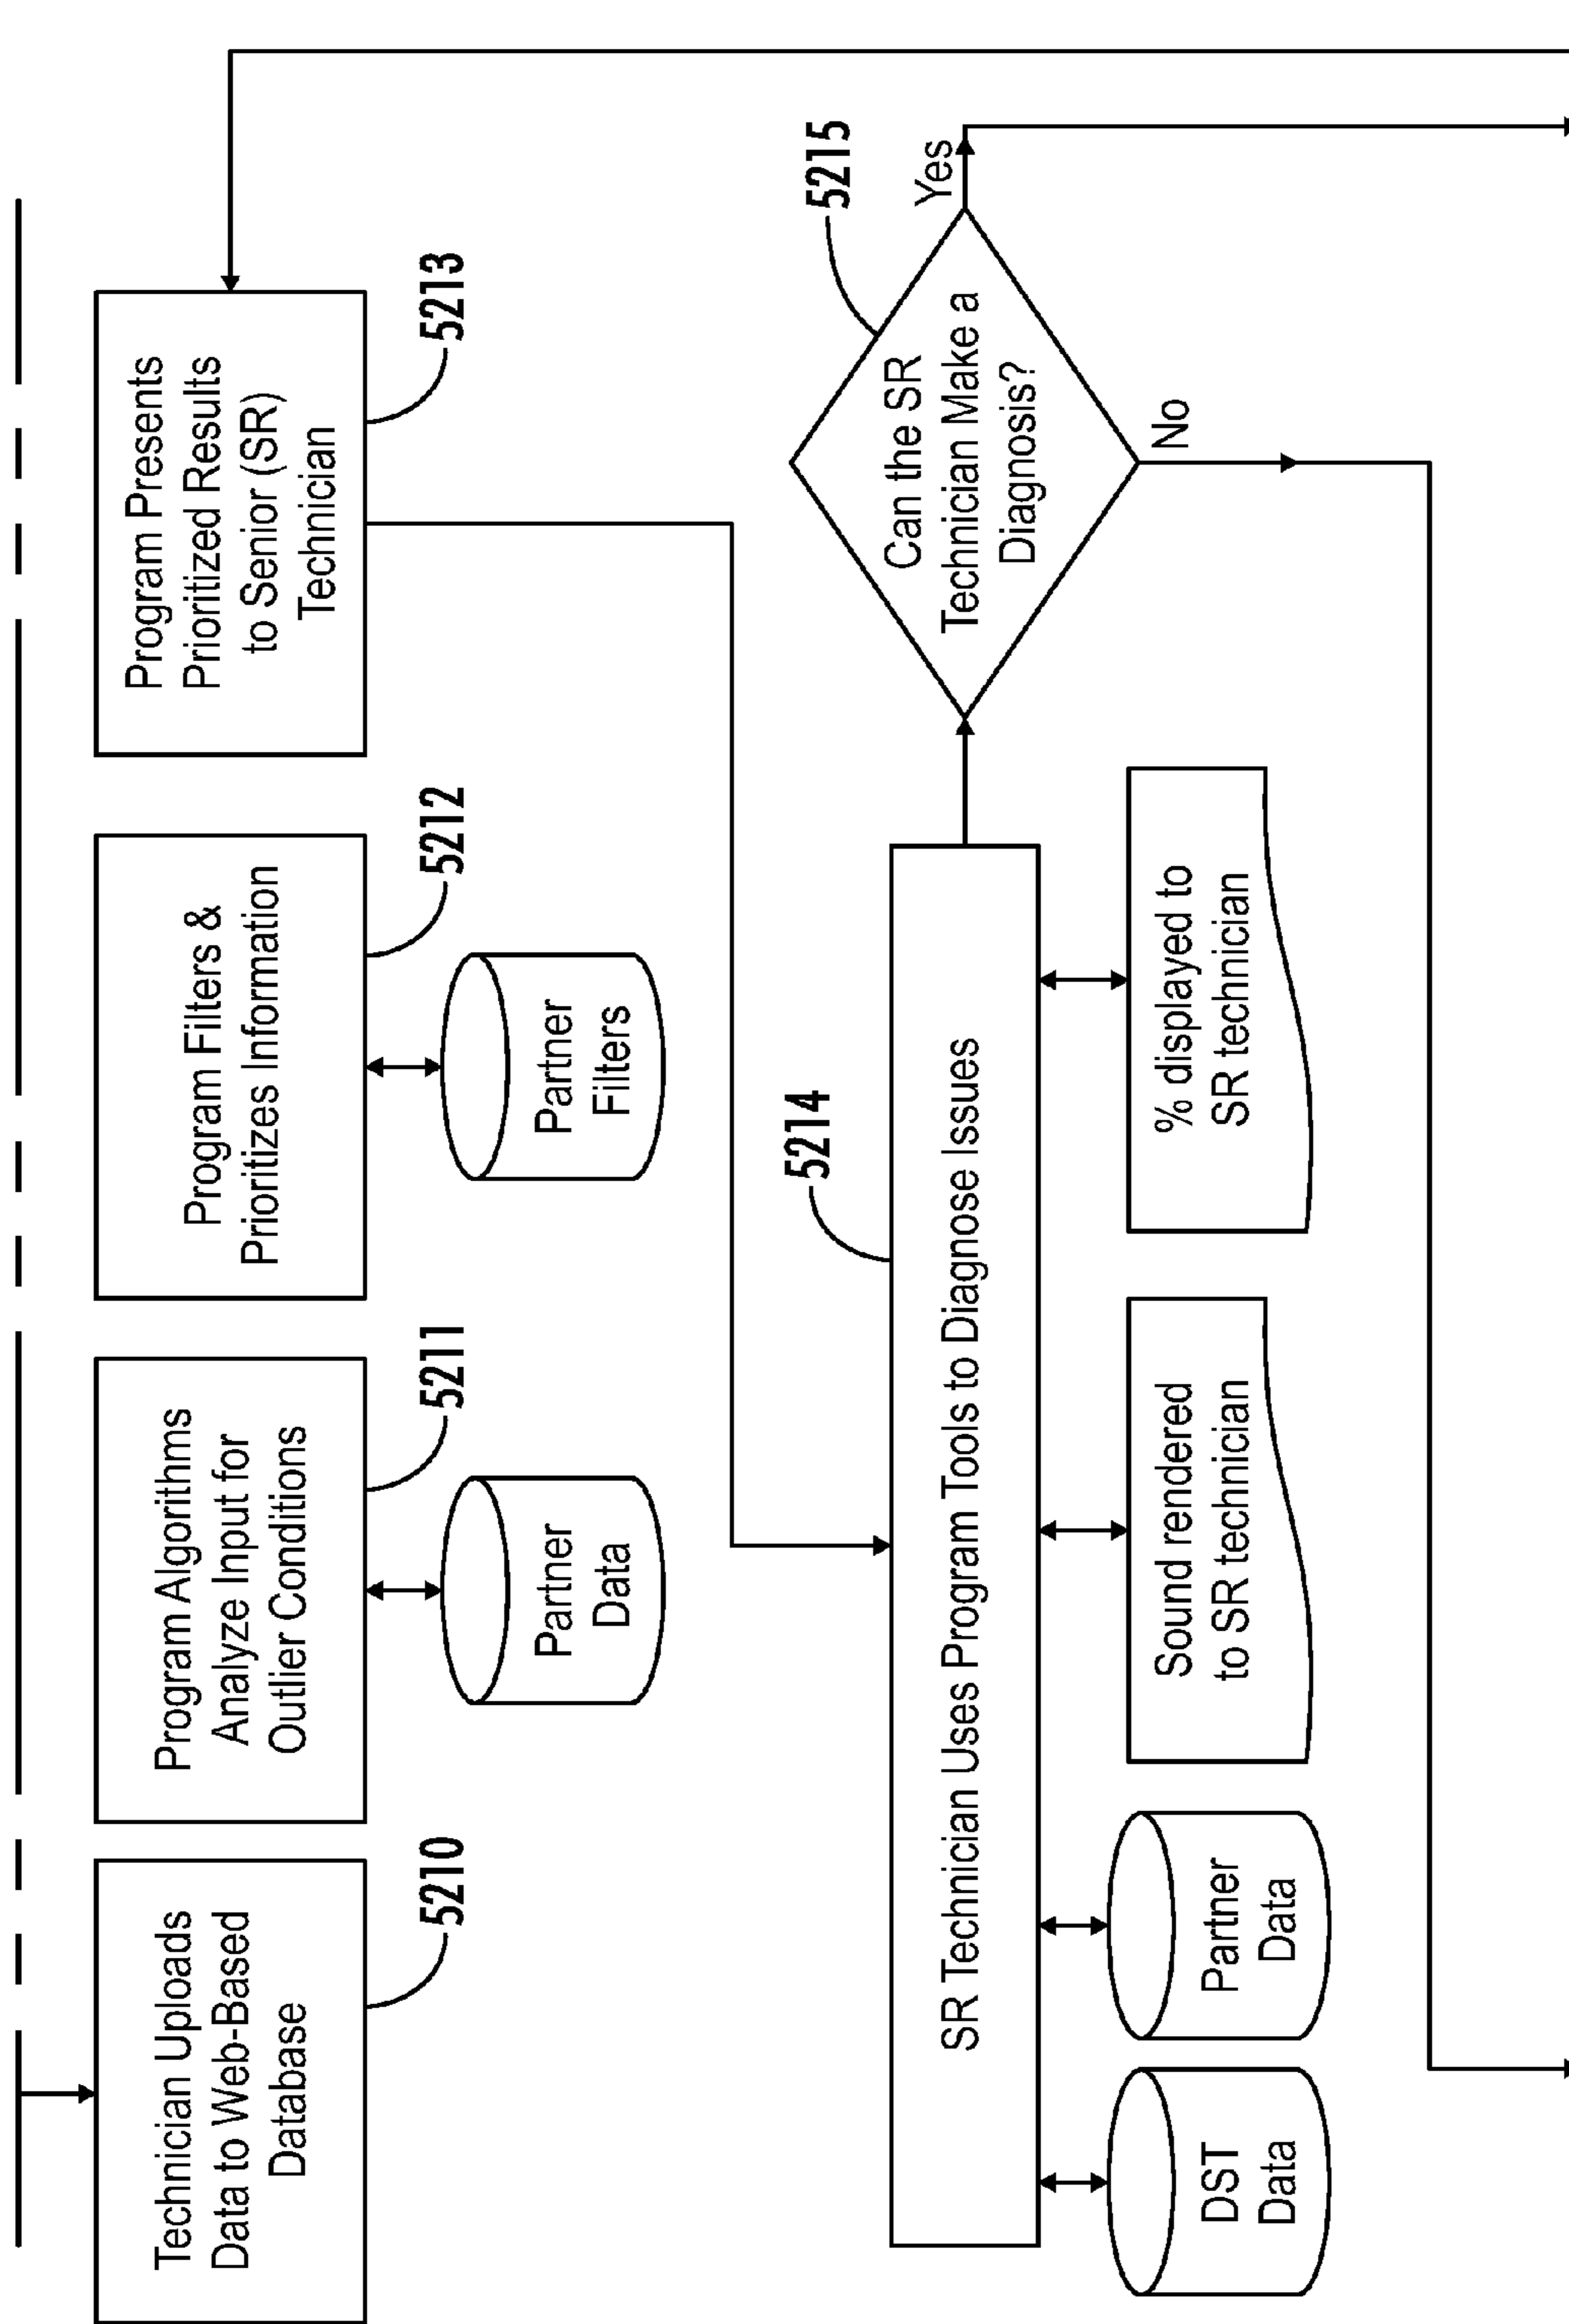 Technician Uploads
Data to Web-Based
Database
5210
Program Algorithms
Analyze Input for
Outlier Conditions
5211
Partner
Data
Program Filters &
Prioritizes Information
5212
Partner
Filters
Program Presents
Prioritized Results
to Senior (SR)
Technician
5213
5214
SR Technician Uses Program Tools to Diagnose Issues
DST
Data
Partner
Data
Sound rendered
to SR technician
% displayed to
SR technician
5215
Can the SR
Technician Make a
Diagnosis?
Yes
No